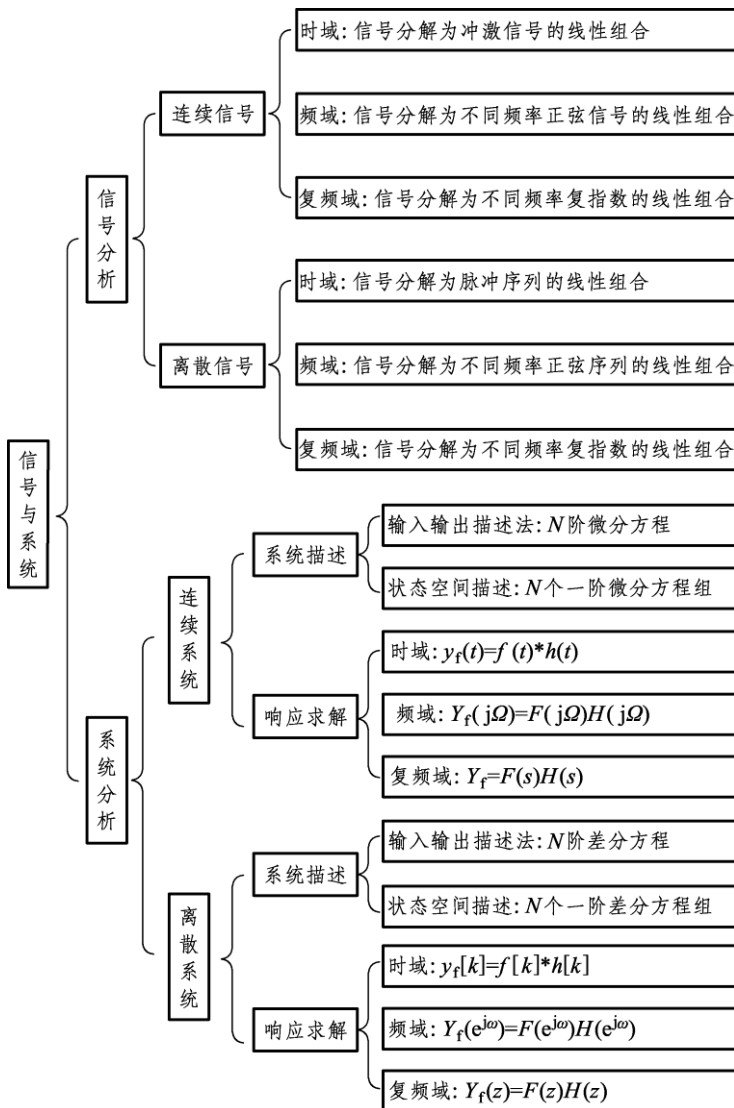 信号与系统
信号分析
连续信号
时域:信号分解为冲激信号的线性组合
频域:信号分解为不同频率正弦信号的线性组合
复频域:信号分解为不同频率复指数的线性组合
离散信号
时域:信号分解为脉冲序列的线性组合
频域:信号分解为不同频率正弦序列的线性组合
复频域:信号分解为不同频率复指数的线性组合
系统分析
连续系统
系统描述
输入输出描述法:N阶微分方程
状态空间描述:N个一阶微分方程组
响应求解
时域:y_f(t)=f(t)*h(t)
频域:Y_f(jΩ)=F(jΩ)H(jΩ)
复频域:Y_f=F(s)H(s)
离散系统
系统描述
输入输出描述法:N阶差分方程
状态空间描述:N个一阶差分方程组
响应求解
时域:y_f[k]=f[k]*h[k]
频域:Y_f(e^{jω})=F(e^{jω})H(e^{jω})
复频域:Y_f(z)=F(z)H(z)